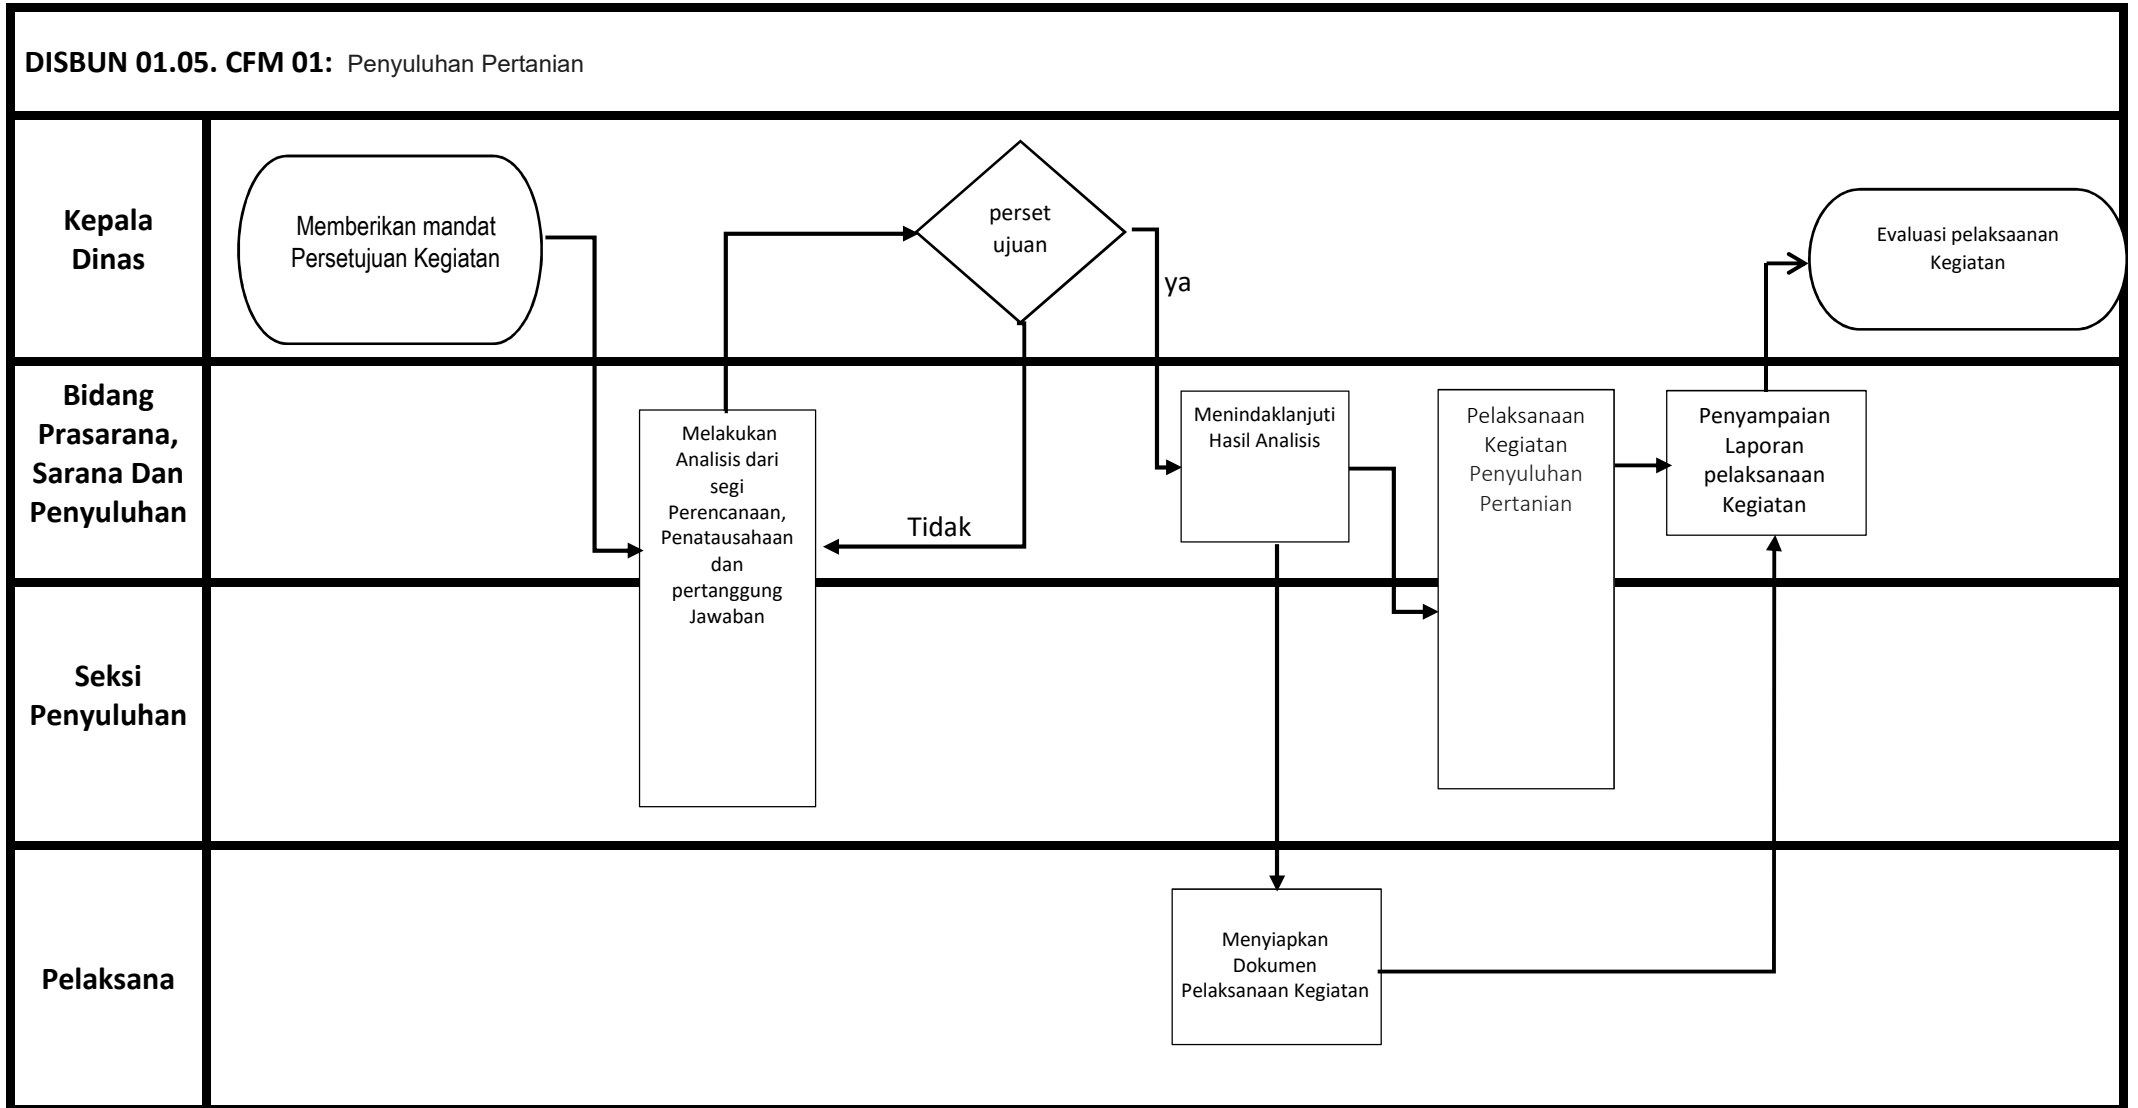 DISBUN 01.05. CFM 01: Penyuluhan Pertanian
Kepala
Dinas
Memberikan mandat
Persetujuan Kegiatan
perset
ujuan
ya
Evaluasi pelaksaanan
Kegiatan
Bidang
Prasarana,
Sarana Dan
Penyuluhan
Melakukan
Analisis dari
segi
Perencanaan,
Penatausahaan
dan
pertanggung
Jawaban
Tidak
Menindaklanjuti
Hasil Analisis
Pelaksanaan
Kegiatan
Penyuluhan
Pertanian
Penyampaian
Laporan
pelaksanaan
Kegiatan
Seksi
Penyuluhan
Pelaksana
Menyiapkan
Dokumen
Pelaksanaan Kegiatan